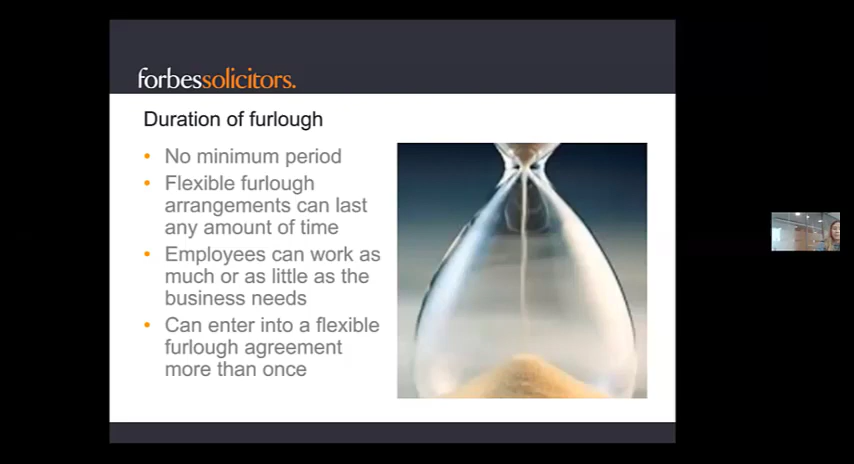 forbessolicitors.
Duration of furlough
• No minimum period
• Flexible furlough
arrangements can last
any amount of time
• Employees can work as
much or as little as the
business needs
• Can enter into a flexible
furlough agreement
more than once